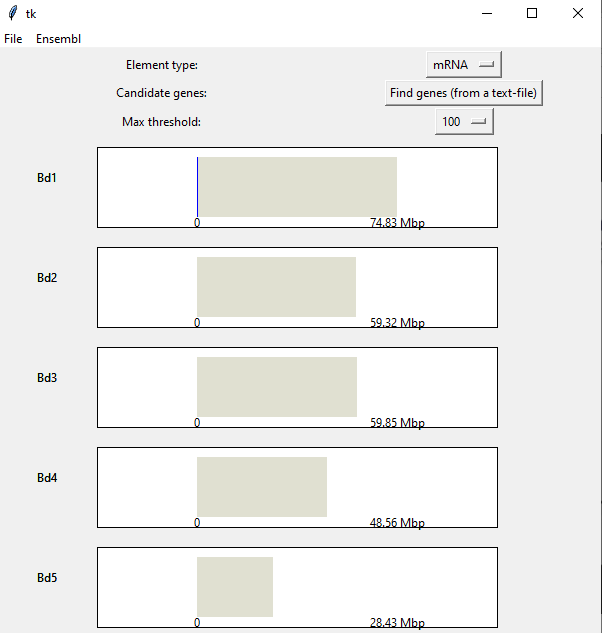 tk
File Ensembl
Element type: mRNA
Candidate genes: Find genes (from a text-file)
Max threshold: 100
Bd1
0 74.83 Mbp
Bd2
0 59.32 Mbp
Bd3
0 59.85 Mbp
Bd4
0 48.56 Mbp
Bd5
0 28.43 Mbp